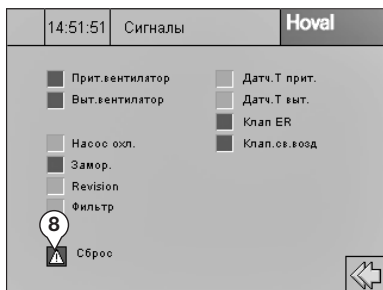 14:51:51 Сигналы Hoval
Прит.вентилятор
Выт.вентилятор
Насос охл.
Замор.
Revision
Фильтр
8
Сброс
Датч.Т прит.
Датч.Т выт.
Клап ER
Клап.св.возд